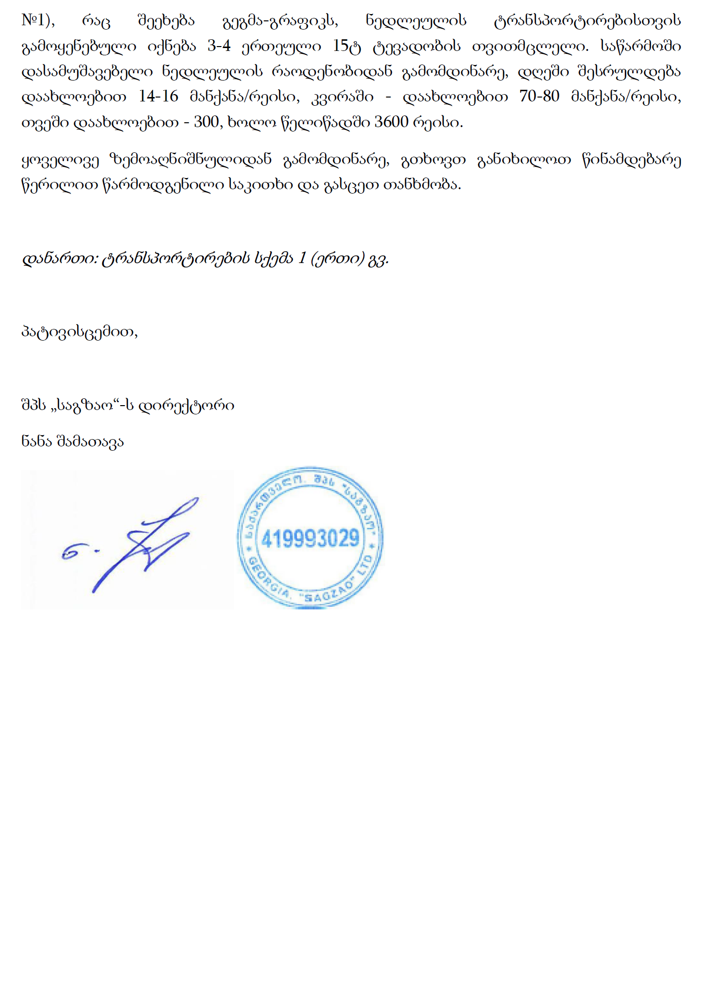 №1), რაც შეეხება გეგმა-გრაფიკს, ნედლეულის ტრანსპორტირებისთვის
გამოყენებული იქნება 3-4 ერთეული 15ტ ტევადობის თვითმცლელი. საწარმოში
დასამუშავებელი ნედლეულის რაოდენობიდან გამომდინარე, დღეში შესრულდება
დაახლოებით 14-16 მანქანა/რეისი, კვირაში - დაახლოებით 70-80 მანქანა/რეისი,
თვეში დაახლოებით - 300, ხოლო წელიწადში 3600 რეისი.
ყოველივე ზემოაღნიშნულიდან გამომდინარე, გთხოვთ განიხილოთ წინამდებარე
წერილით წარმოდგენილი საკითხი და გასცეთ თანხმობა.
დანართი: ტრანსპორტირების სქემა 1 (ერთი) გვ.
პატივისცემით,
შპს „საგზაო“-ს დირექტორი
ნანა შამათავა
საქართველო. შპს "საგზაო"
419993029
* GEORGIA. "SAGZAO" LTD *